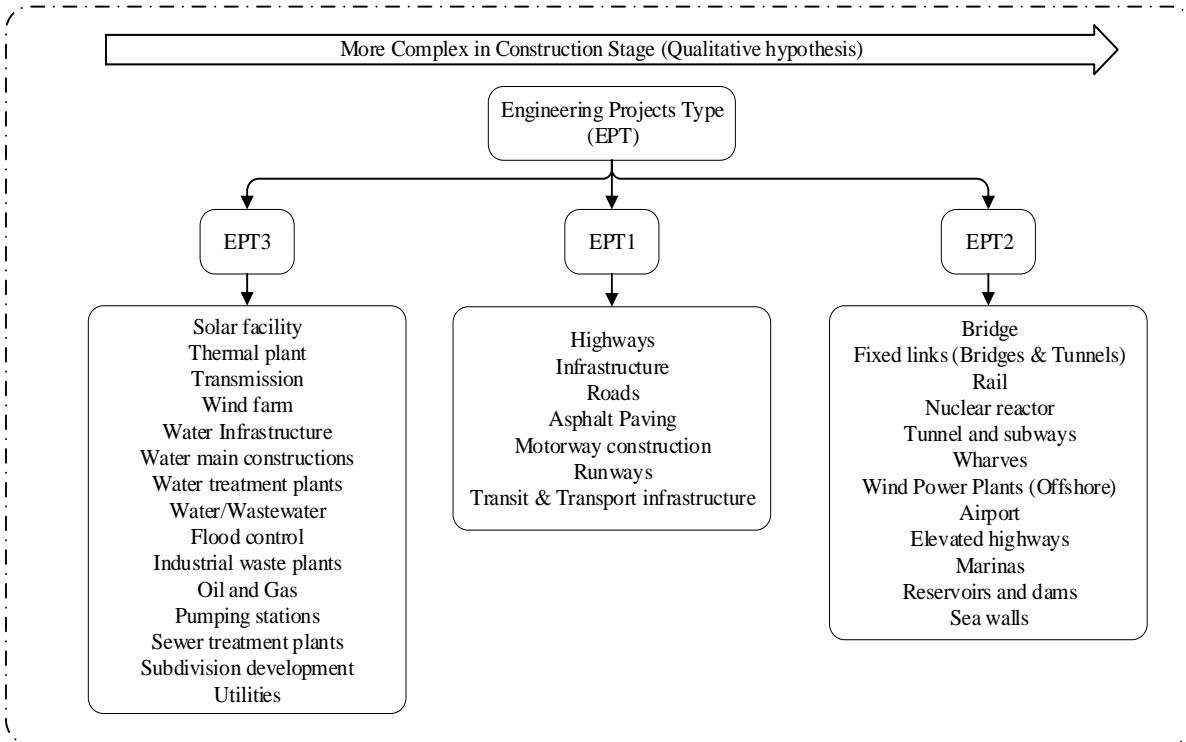 More Complex in Construction Stage (Qualitative hypothesis)
Engineering Projects Type
(EPT)
EPT3
EPT1
EPT2
Solar facility
Thermal plant
Transmission
Wind farm
Water Infrastructure
Water main constructions
Water treatment plants
Water/Wastewater
Flood control
Industrial waste plants
Oil and Gas
Pumping stations
Sewer treatment plants
Subdivision development
Utilities
Highways
Infrastructure
Roads
Asphalt Paving
Motorway construction
Runways
Transit & Transport infrastructure
Bridge
Fixed links (Bridges & Tunnels)
Rail
Nuclear reactor
Tunnel and subways
Wharves
Wind Power Plants (Offshore)
Airport
Elevated highways
Marinas
Reservoirs and dams
Sea walls